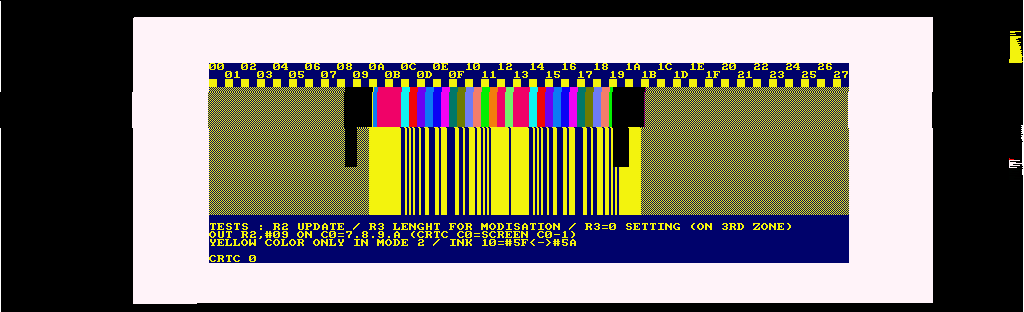 00 02 04 06 08 0A 0C 0E 10 12 14 16 18 1A 1C 1E 20 22 24 26
01 03 05 07 09 0B 0D 0F 11 13 15 17 19 1B 1D 1F 21 23 25 27
TESTS : R2 UPDATE / R3 LENGHT FOR MODISATION / R3=0 SETTING (ON 3RD ZONE)
OUT R2,#09 ON C0=7.8.9.A (CRTC C0=SCREEN C0-1)
YELLOW COLOR ONLY IN MODE 2 / INK 10=#5F<->#5A
CRTC 0